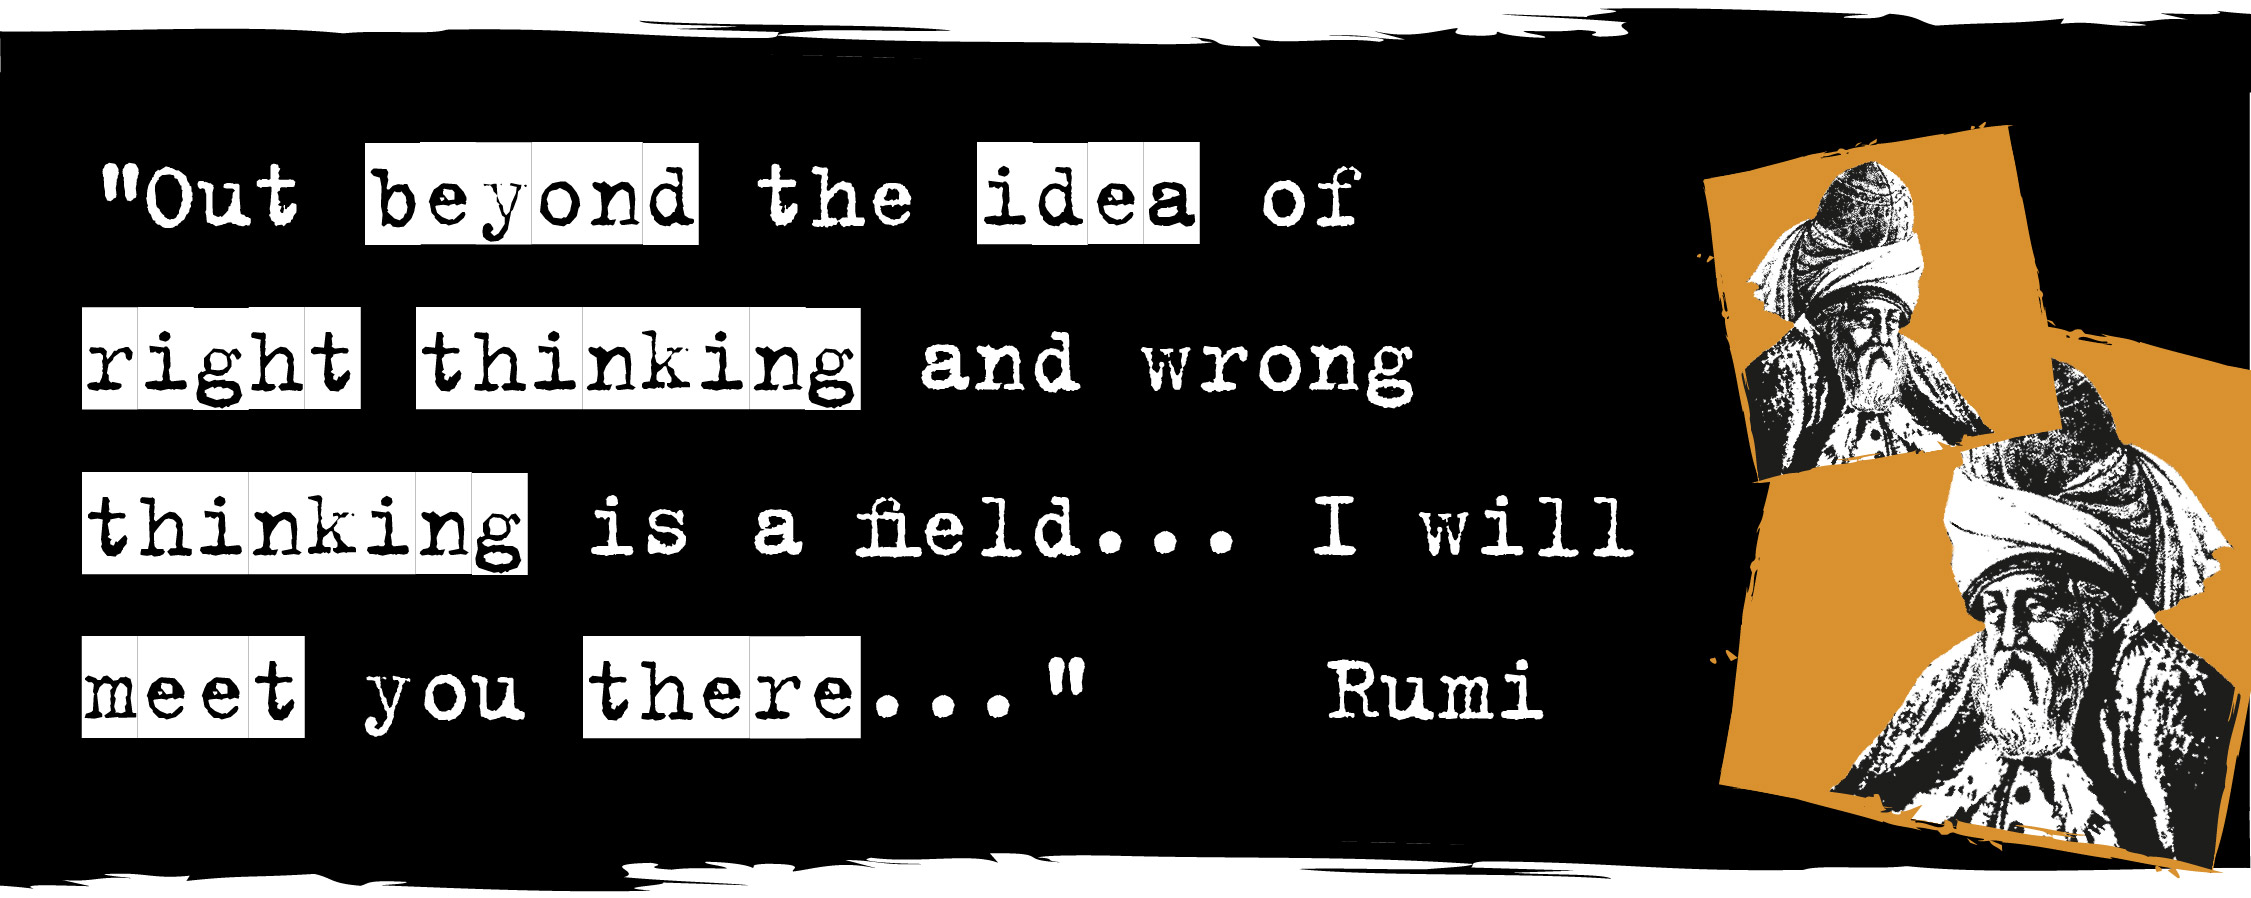 "Out beyond the idea of
right thinking and wrong
thinking is a field... I will
meet you there..." Rumi